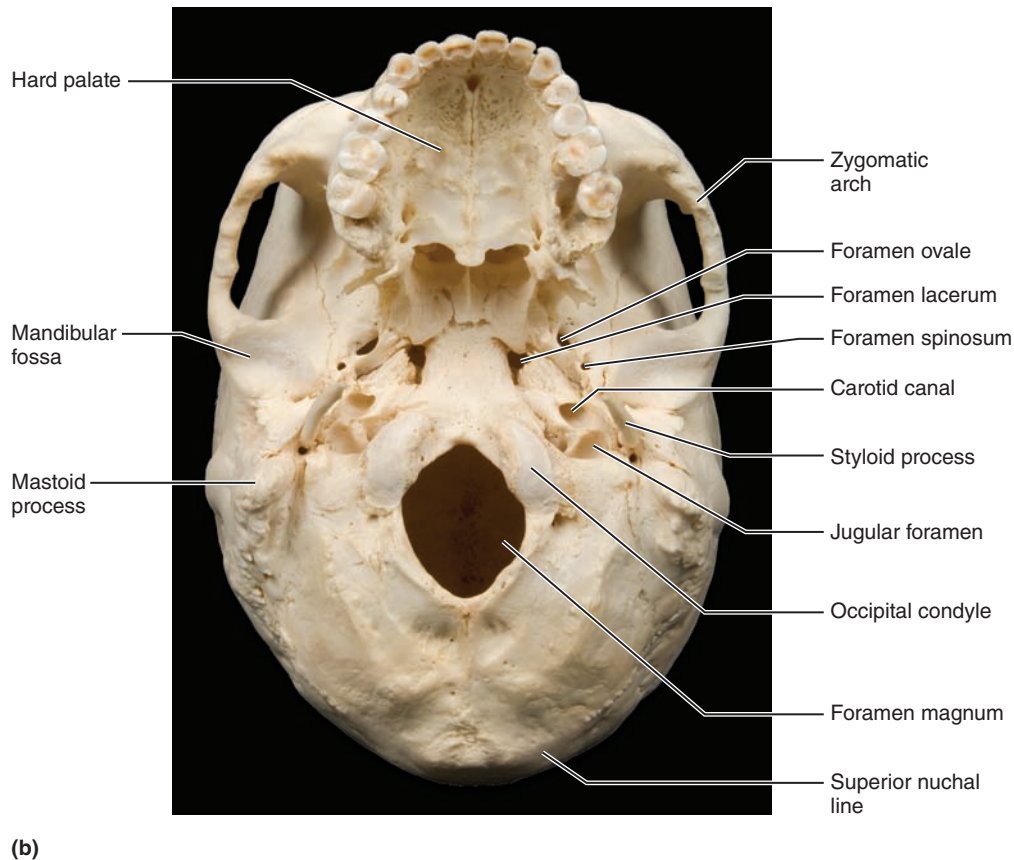 Hard palate
Mandibular
fossa
Mastoid
process
Zygomatic
arch
Foramen ovale
Foramen lacerum
Foramen spinosum
Carotid canal
Styloid process
Jugular foramen
Occipital condyle
Foramen magnum
Superior nuchal
line
(b)